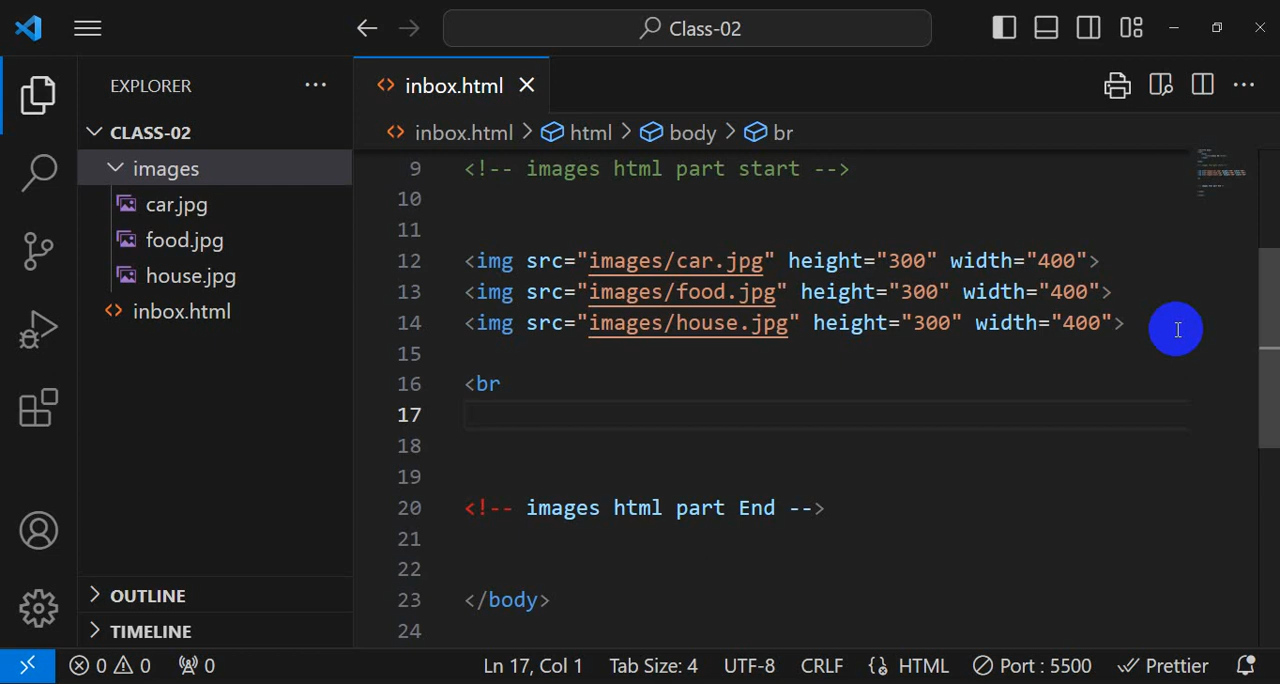 Class-02
EXPLORER ···
inbox.html
inbox.html > html > body > br
CLASS-02
images
car.jpg
food.jpg
house.jpg
inbox.html
9 <!-- images html part start -->
10
11
12 <img src="images/car.jpg" height="300" width="400">
13 <img src="images/food.jpg" height="300" width="400">
14 <img src="images/house.jpg" height="300" width="400">
15
16 <br
17
18
19
20 <!-- images html part End -->
21
22
23 </body>
24
OUTLINE
TIMELINE
0 0 0 Ln 17, Col 1 Tab Size: 4 UTF-8 CRLF {} HTML Port : 5500 Prettier